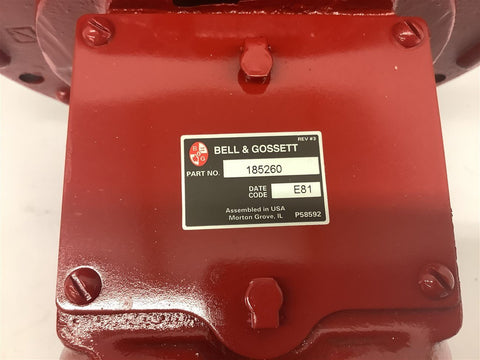 REV #3
BELL & GOSSETT
PART NO. 185260
DATE CODE E81
Assembled in USA
Morton Grove, IL P58592